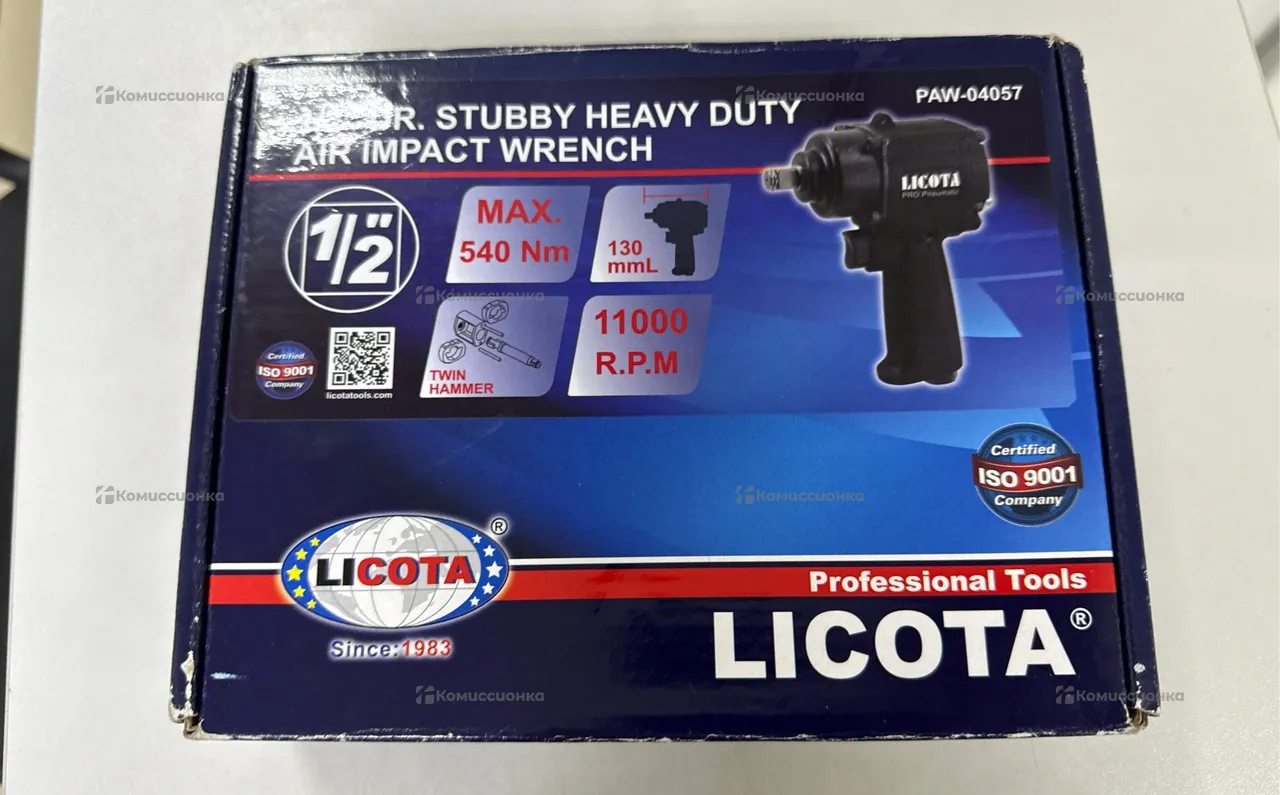 PAW-04057
DR. STUBBY HEAVY DUTY
AIR IMPACT WRENCH
LICOTA
PRO Pneumatic
1/2"
MAX.
540 Nm
130
mmL
TWIN
HAMMER
11000
R.P.M
Certified
ISO 9001
Company
licotatools.com
Certified
ISO 9001
Company
LICOTA®
Since:1983
Professional Tools
LICOTA®
Комиссионка
Комиссионка
Комиссионка
Комиссионка
Комиссионка
Комиссионка
Комиссионка
Комиссионка